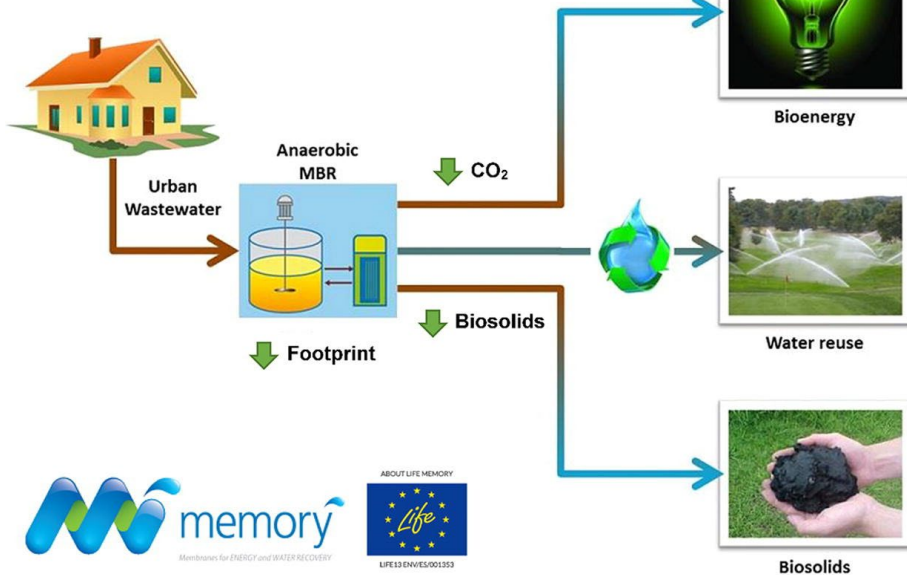 Bioenergy
Anaerobic
MBR
CO₂
Urban
Wastewater
Biosolids
Footprint
Water reuse
ABOUT LIFE MEMORY
memory
Life
Membranes for ENERGY and WATER RECOVERY
LIFE13 ENV/ES/001353
Biosolids